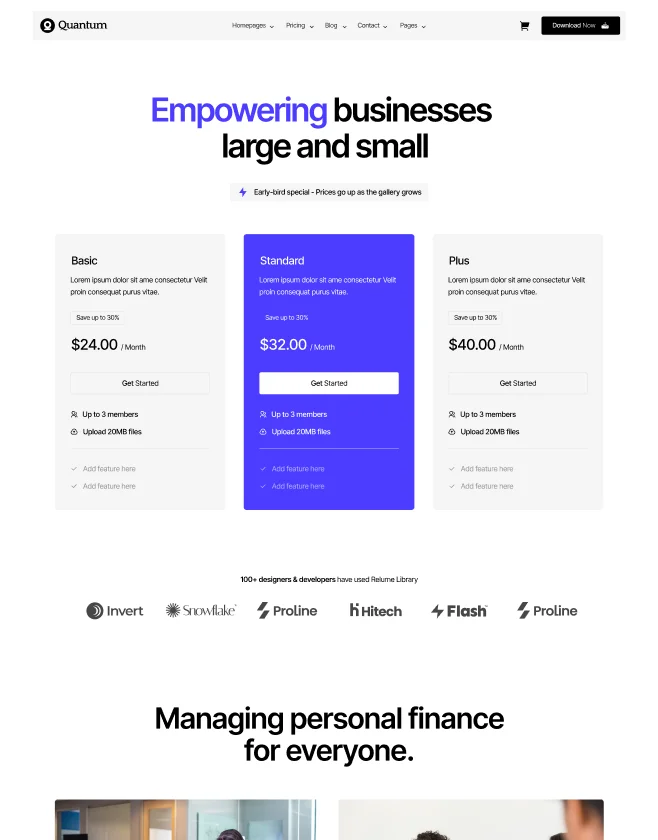 Quantum
Homepages
Pricing
Blog
Contact
Pages
Download Now
Empowering businesses
large and small
Early-bird special - Prices go up as the gallery grows
Basic
Lorem ipsum dolor sit ame consectetur Velit
proin consequat purus vitae.
Save up to 30%
$24.00 / Month
Get Started
Up to 3 members
Upload 20MB files
Add feature here
Add feature here
Standard
Lorem ipsum dolor sit ame consectetur Velit
proin consequat purus vitae.
Save up to 30%
$32.00 / Month
Get Started
Up to 3 members
Upload 20MB files
Add feature here
Add feature here
Plus
Lorem ipsum dolor sit ame consectetur Velit
proin consequat purus vitae.
Save up to 30%
$40.00 / Month
Get Started
Up to 3 members
Upload 20MB files
Add feature here
Add feature here
100+ designers & developers have used Relume Library
Invert
Snowflake
Proline
Hitech
Flash
Proline
Managing personal finance
for everyone.